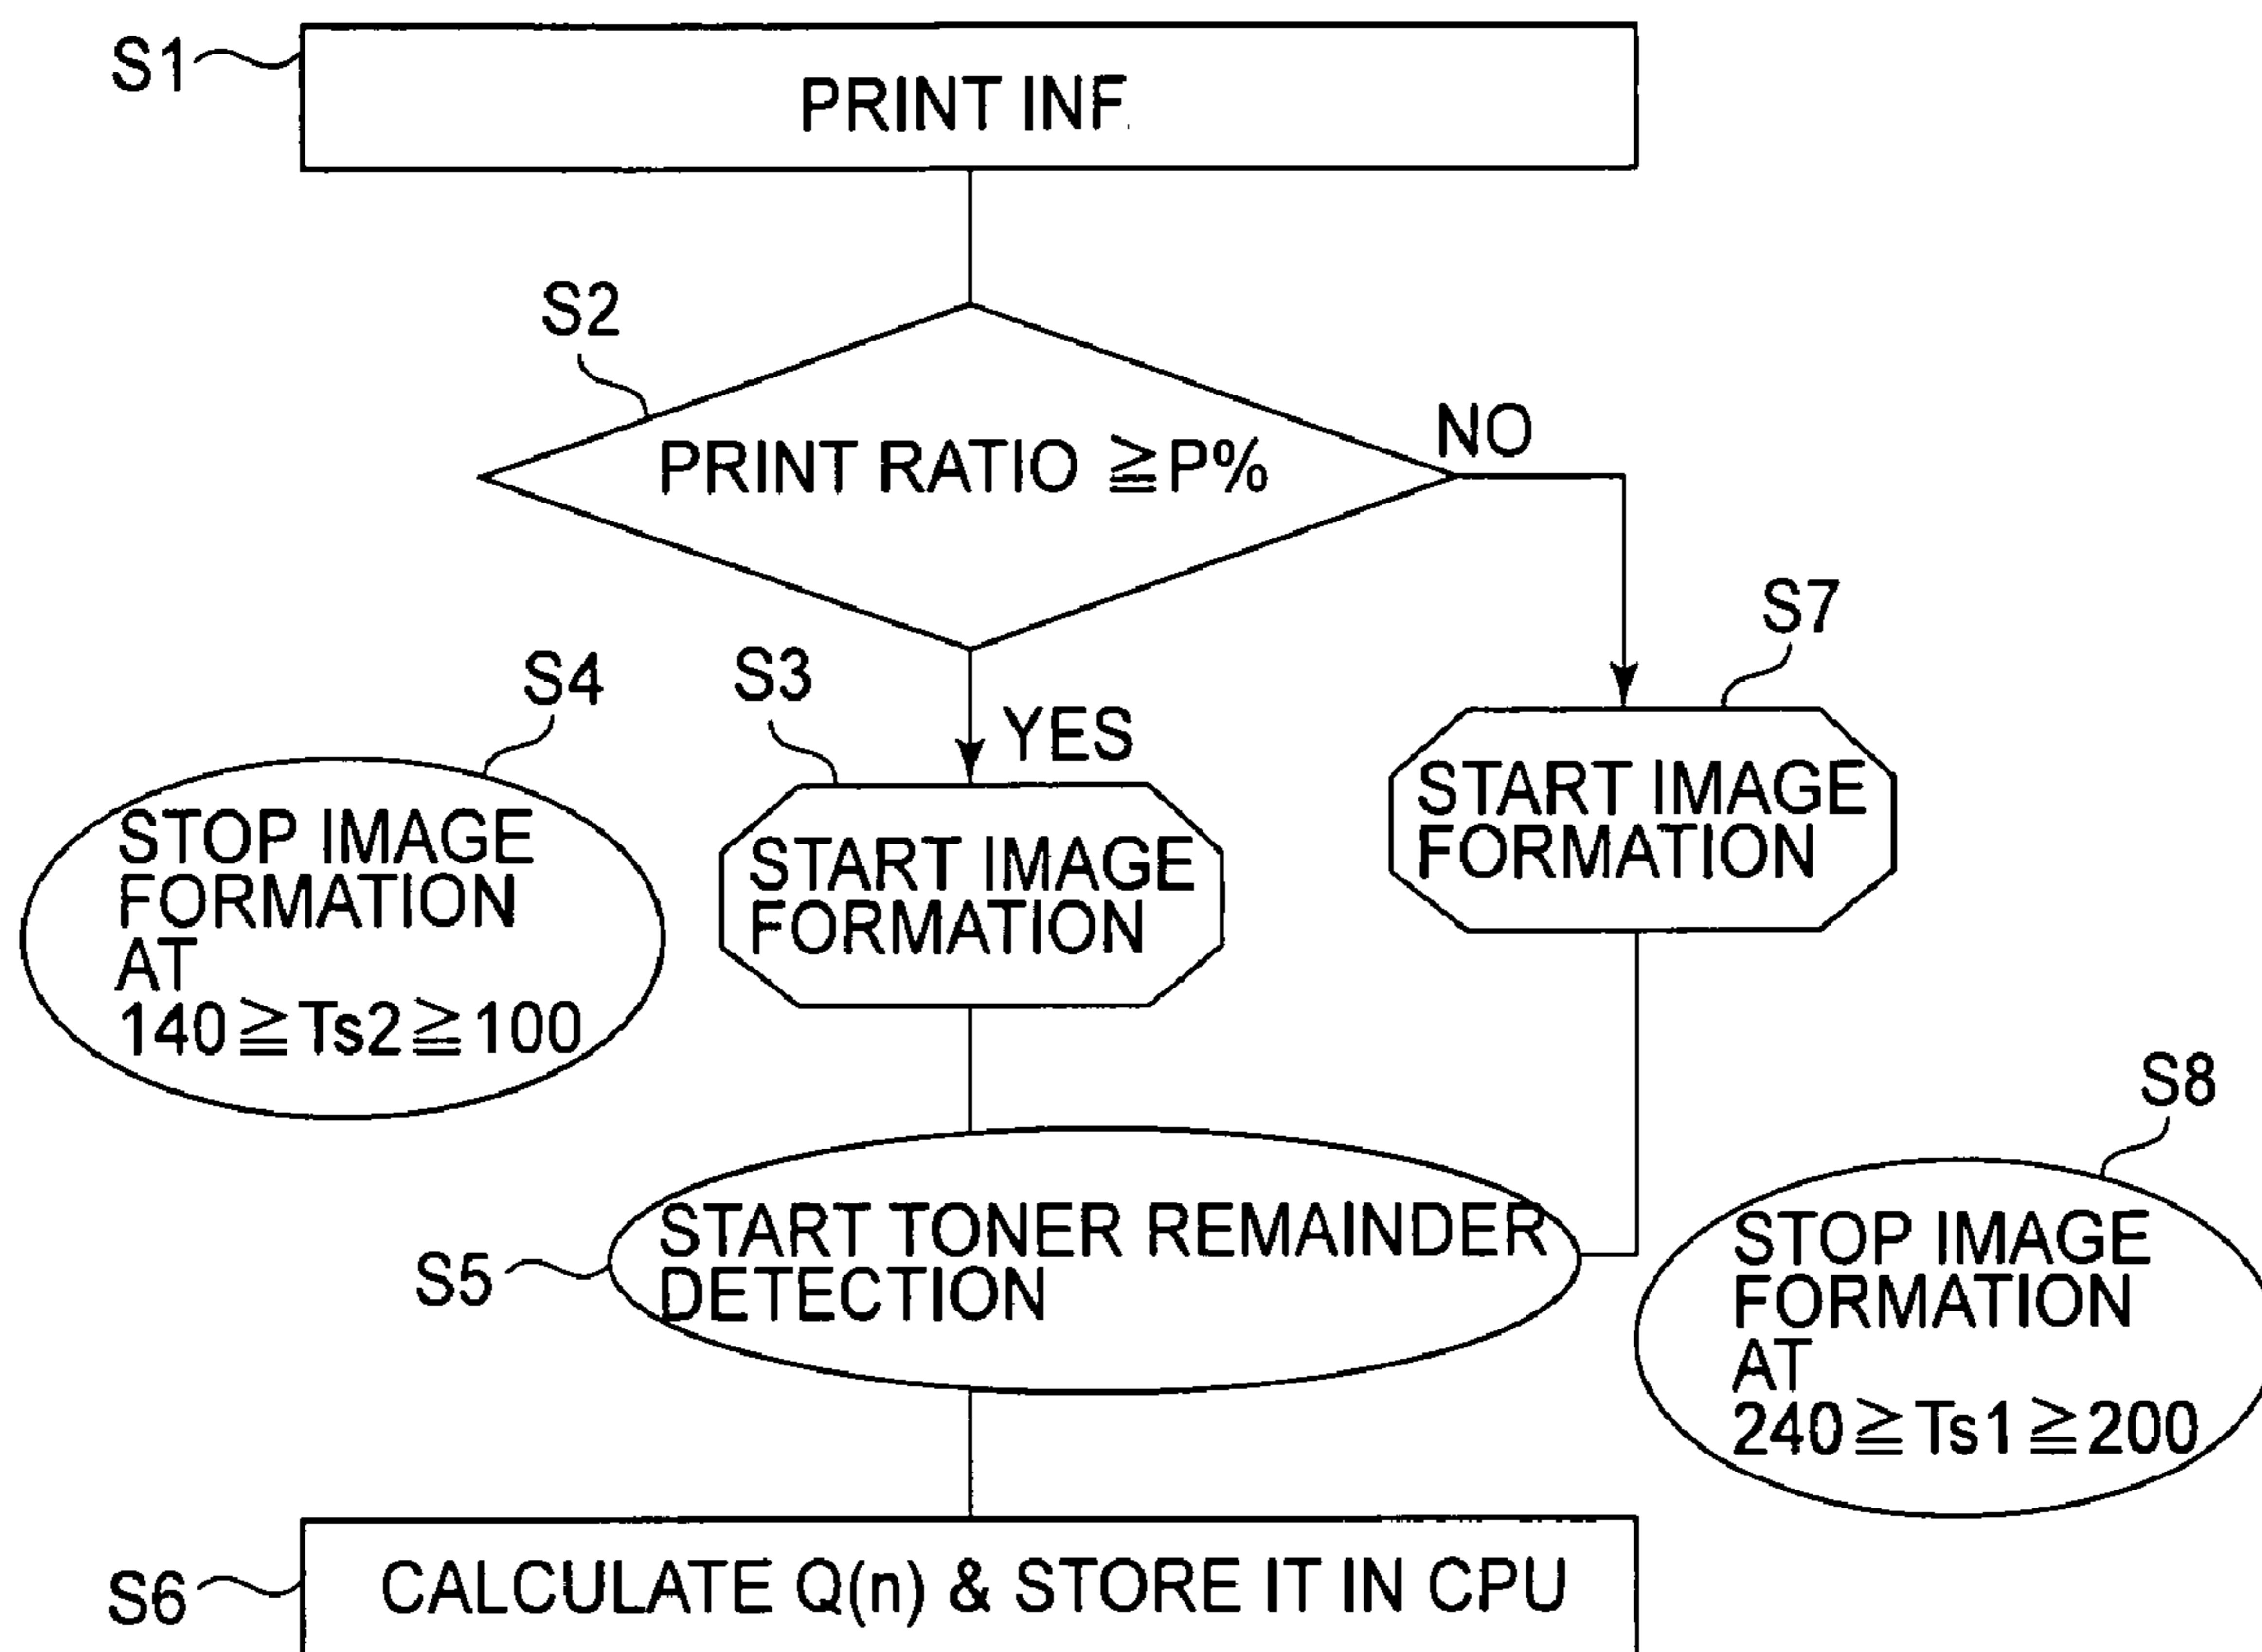 S1
PRINT INF.
S2
PRINT RATIO ≧P%
NO
YES
S3
START IMAGE
FORMATION
S7
START IMAGE
FORMATION
S4
STOP IMAGE
FORMATION
AT
140≧Ts2≧100
S5
START TONER REMAINDER
DETECTION
S8
STOP IMAGE
FORMATION
AT
240≧Ts1≧200
S6
CALCULATE Q(n) & STORE IT IN CPU